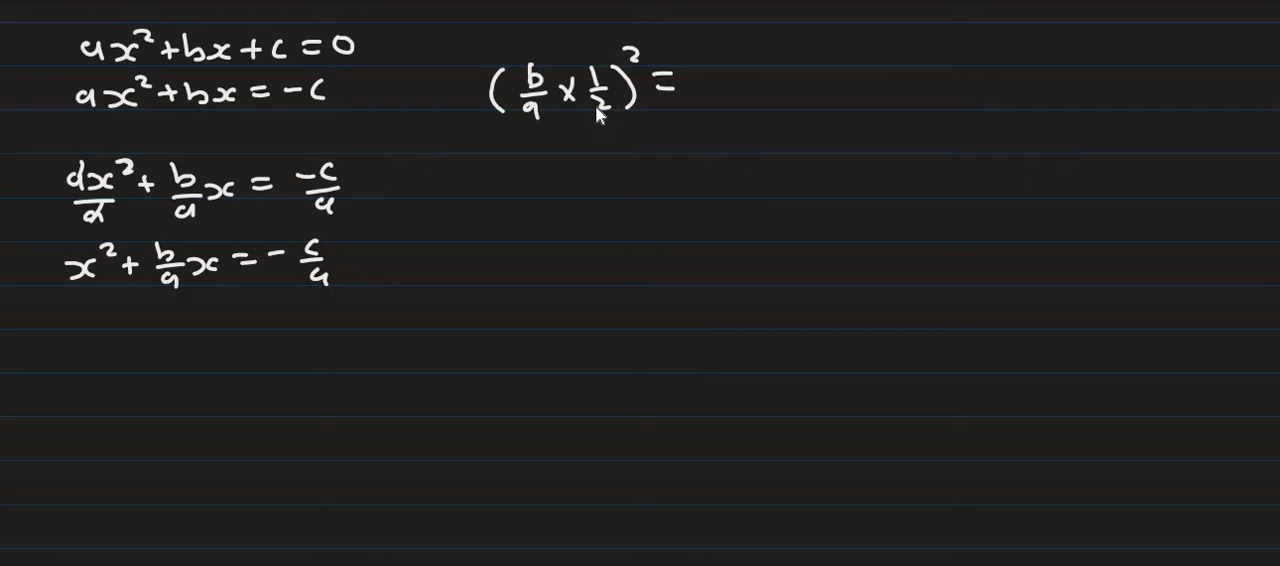 ax² + bx + c = 0
ax² + bx = -c
(b/a × 1/2)² =
ax²/a + b/a x = -c/a
x² + b/a x = - c/a